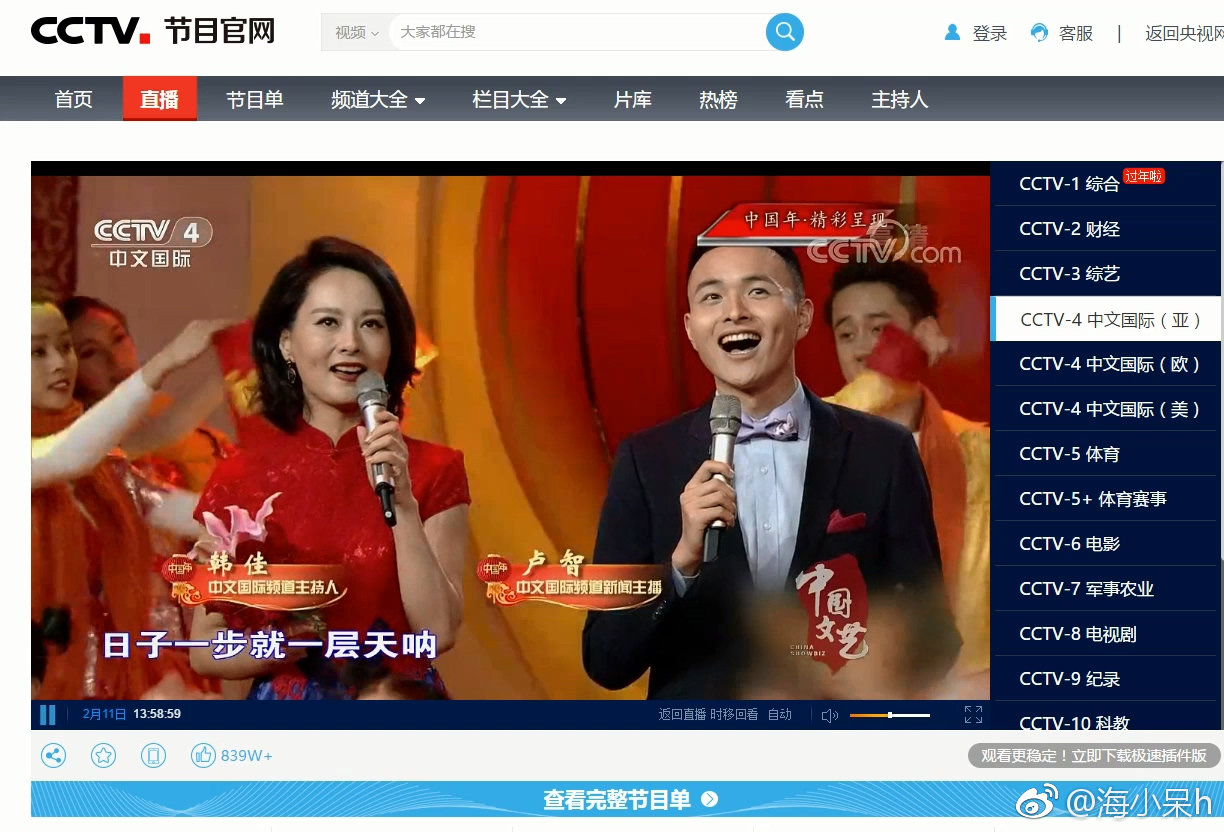 CCTV. 节目官网
视频 大家都在搜
登录 客服 | 返回央视网
首页 直播 节目单 频道大全 栏目大全 片库 热榜 看点 主持人
CCTV 4
中文国际
中国年·精彩呈现
高清
CCTV.com
中国年 韩佳
中文国际频道主持人
中国年 卢智
中文国际频道新闻主播
中国文艺
CHINA
SHOWBIZ
日子一步就一层天呐
2月11日 13:58:59
返回直播 时移回看 自动
CCTV-1 综合 过年啦
CCTV-2 财经
CCTV-3 综艺
CCTV-4 中文国际（亚）
CCTV-4 中文国际（欧）
CCTV-4 中文国际（美）
CCTV-5 体育
CCTV-5+ 体育赛事
CCTV-6 电影
CCTV-7 军事农业
CCTV-8 电视剧
CCTV-9 纪录
CCTV-10 科教
839W+
观看更稳定！立即下载极速插件版
查看完整节目单
@海小呆h